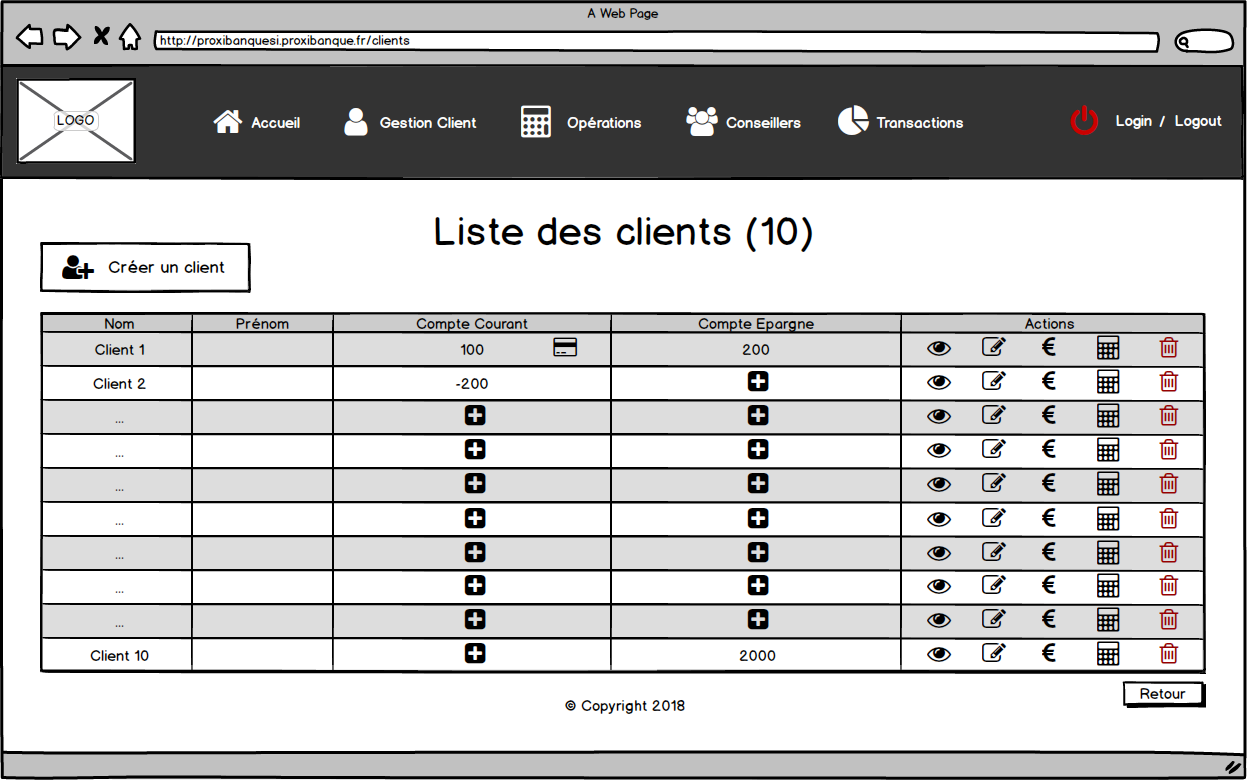 A Web Page
http://proxibanquesi.proxibanque.fr/clients
LOGO Accueil Gestion Client Opérations Conseillers Transactions Login / Logout
Liste des clients (10)
Créer un client
Nom Prénom Compte Courant Compte Epargne Actions
Client 1 100 200 €
Client 2 -200 €
... €
... €
... €
... €
... €
... €
... €
Client 10 2000 €
Retour
© Copyright 2018